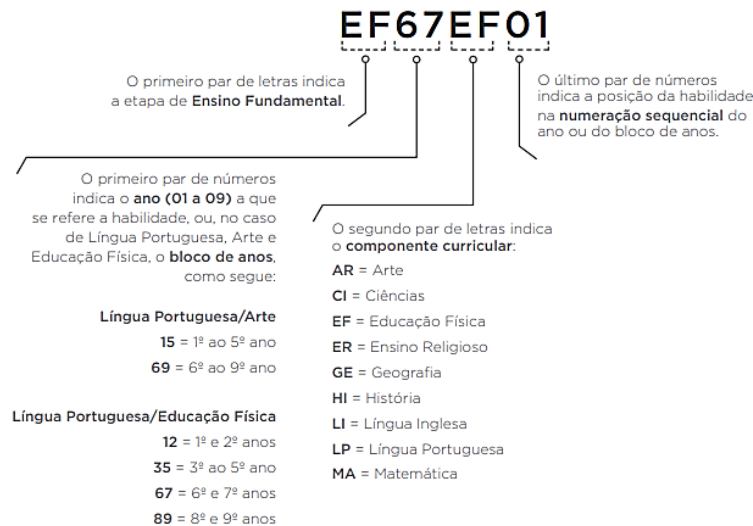 EF67EF01
O primeiro par de letras indica
a etapa de Ensino Fundamental.
O último par de números
indica a posição da habilidade
na numeração sequencial do
ano ou do bloco de anos.
O primeiro par de números
indica o ano (01 a 09) a que
se refere a habilidade, ou, no caso
de Língua Portuguesa, Arte e
Educação Física, o bloco de anos,
como segue:
Língua Portuguesa/Arte
15 = 1º ao 5º ano
69 = 6º ao 9º ano
Língua Portuguesa/Educação Física
12 = 1º e 2º anos
35 = 3º ao 5º ano
67 = 6º e 7º anos
89 = 8º e 9º anos
O segundo par de letras indica
o componente curricular:
AR = Arte
CI = Ciências
EF = Educação Física
ER = Ensino Religioso
GE = Geografia
HI = História
LI = Língua Inglesa
LP = Língua Portuguesa
MA = Matemática